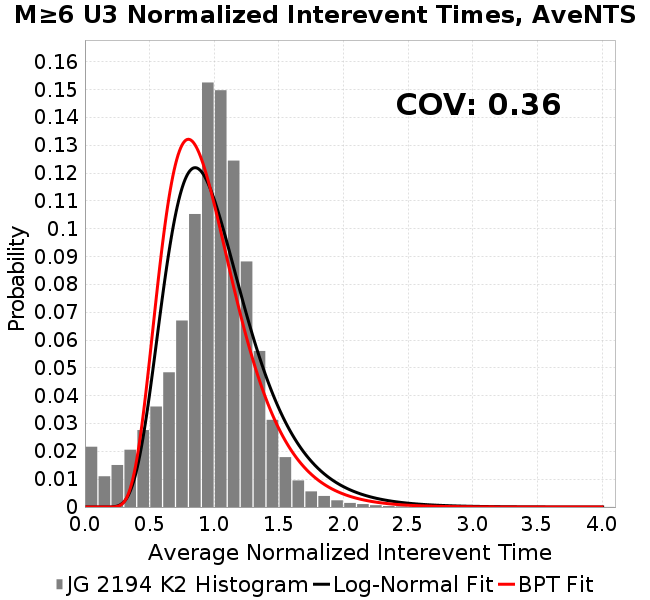 M≥6 U3 Normalized Interevent Times, AveNTS
COV: 0.36
Probability
0.16
0.15
0.14
0.13
0.12
0.11
0.1
0.09
0.08
0.07
0.06
0.05
0.04
0.03
0.02
0.01
0
0.0 0.5 1.0 1.5 2.0 2.5 3.0 3.5 4.0
Average Normalized Interevent Time
JG 2194 K2 Histogram Log-Normal Fit BPT Fit